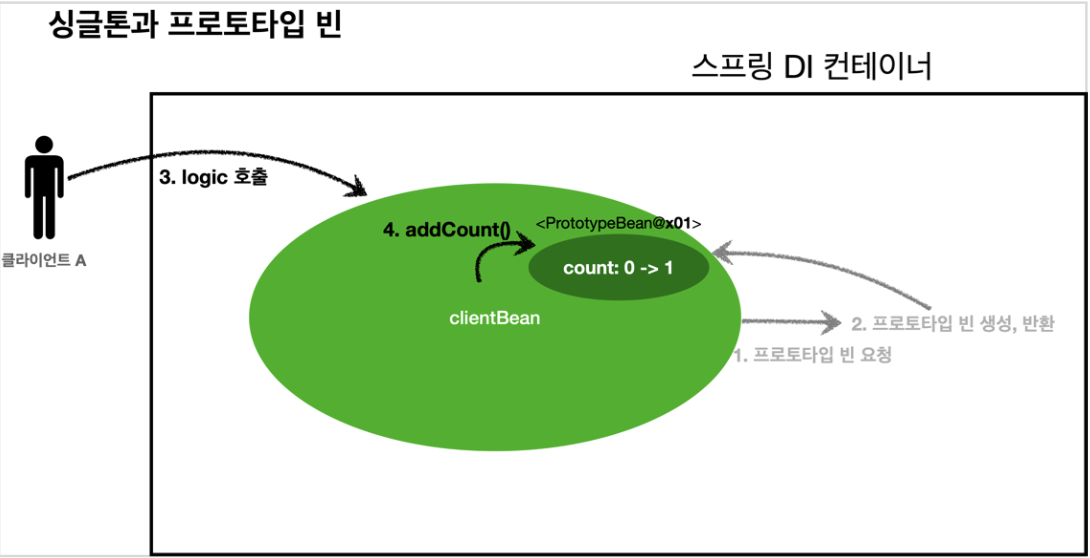 싱글톤과 프로토타입 빈
스프링 DI 컨테이너
3. logic 호출
클라이언트 A
4. addCount()
<PrototypeBean@x01>
count: 0 -> 1
clientBean
2. 프로토타입 빈 생성, 반환
1. 프로토타입 빈 요청